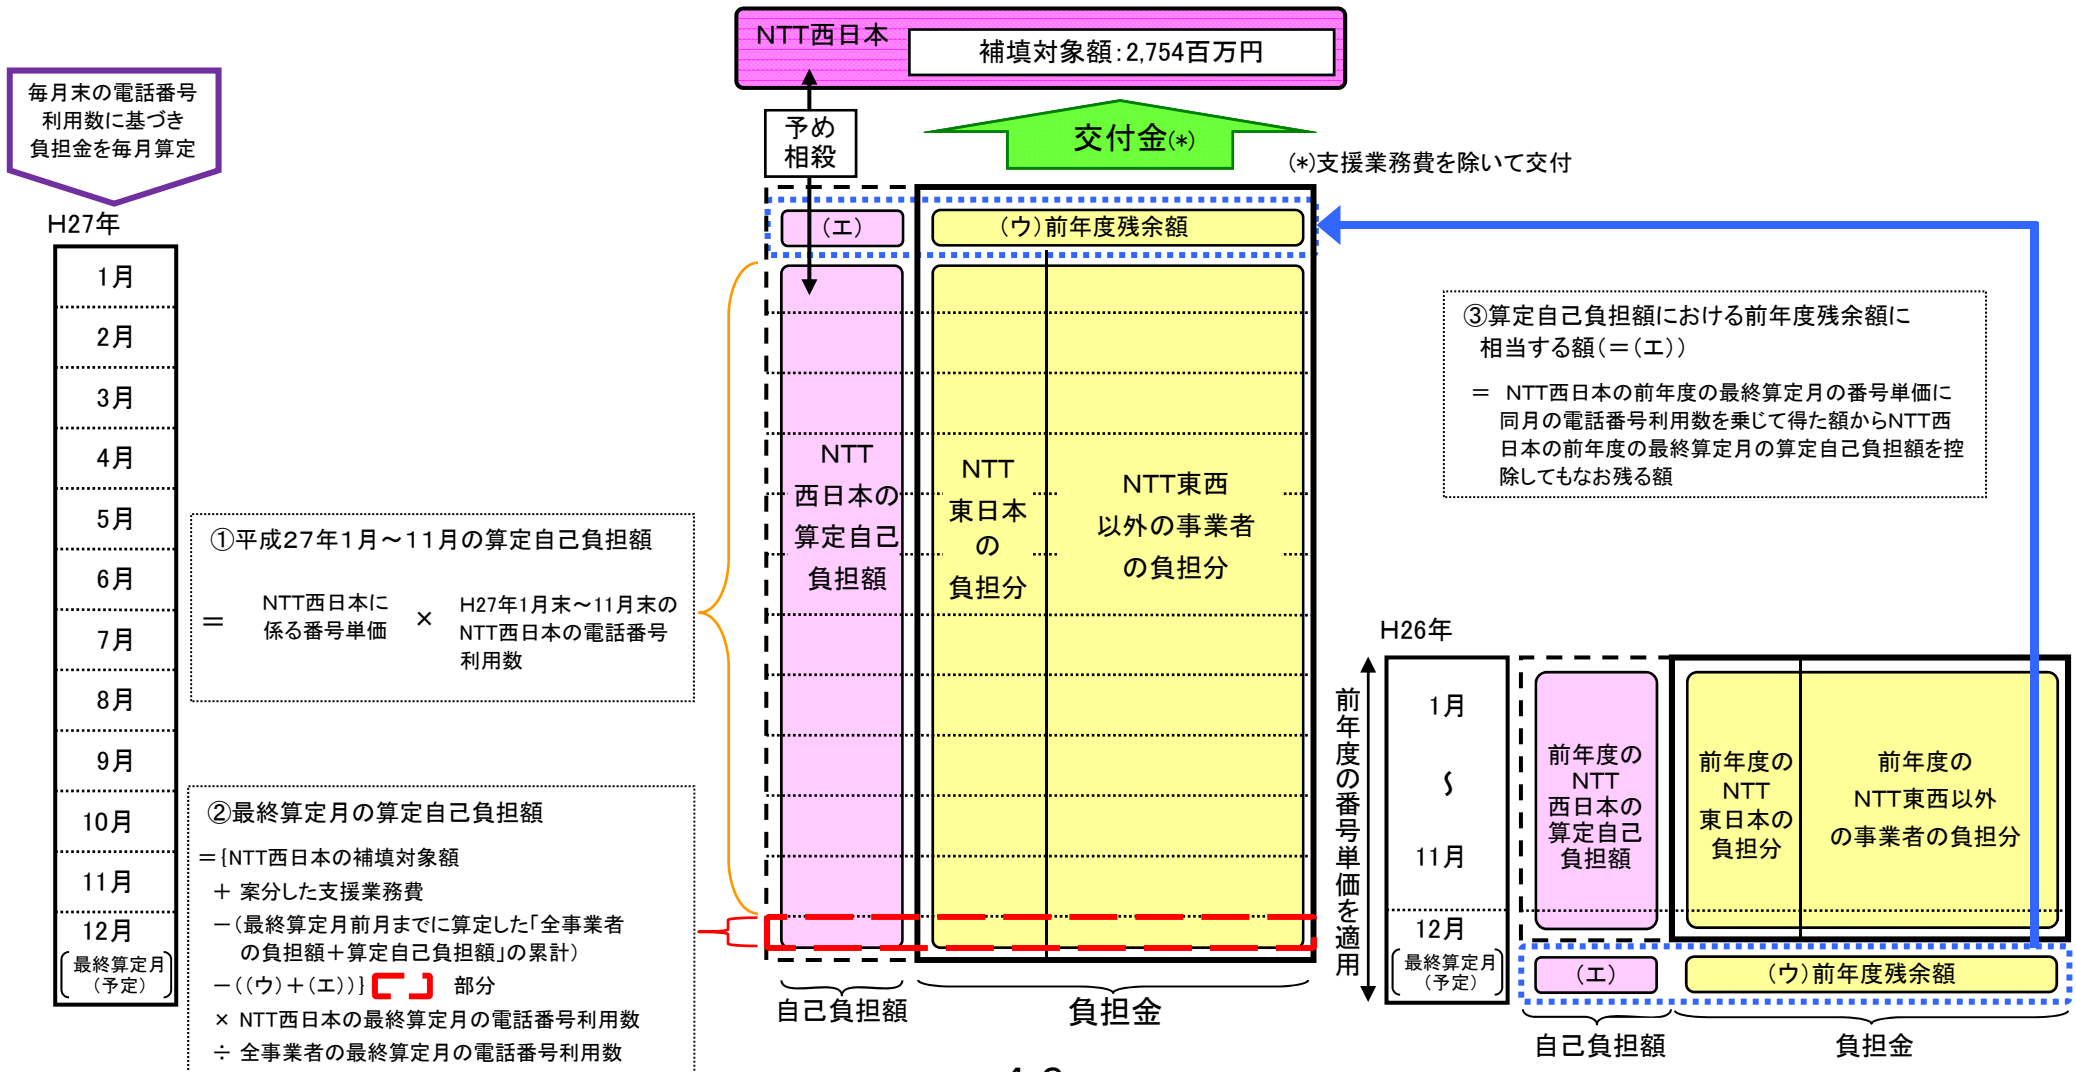 NTT西日本
補填対象額：2,754百万円
毎月末の電話番号
利用数に基づき
負担金を毎月算定
予め
相殺
交付金(*)
(*)支援業務費を除いて交付
H27年
1月
2月
3月
4月
5月
6月
7月
8月
9月
10月
11月
12月
最終算定月
(予定)
(エ)
(ウ)前年度残余額
NTT
西日本の
算定自己
負担額
NTT
東日本
の
負担分
NTT東西
以外の事業者
の負担分
自己負担額
負担金
①平成27年1月～11月の算定自己負担額
＝
NTT西日本に
係る番号単価
×
H27年1月末～11月末の
NTT西日本の電話番号
利用数
②最終算定月の算定自己負担額
＝{NTT西日本の補填対象額
＋ 案分した支援業務費
－(最終算定月前月までに算定した「全事業者
の負担額＋算定自己負担額」の累計)
－((ウ)＋(エ))} 部分
× NTT西日本の最終算定月の電話番号利用数
÷ 全事業者の最終算定月の電話番号利用数
③算定自己負担額における前年度残余額に
相当する額(＝(エ))
＝ NTT西日本の前年度の最終算定月の番号単価に
同月の電話番号利用数を乗じて得た額からNTT西
日本の前年度の最終算定月の算定自己負担額を控
除してもなお残る額
H26年
前年度の番号単価を適用
1月
～
11月
12月
最終算定月
(予定)
前年度の
NTT
西日本の
算定自己
負担額
前年度の
NTT
東日本の
負担分
前年度の
NTT東西以外
の事業者の負担分
(エ)
(ウ)前年度残余額
自己負担額
負担金